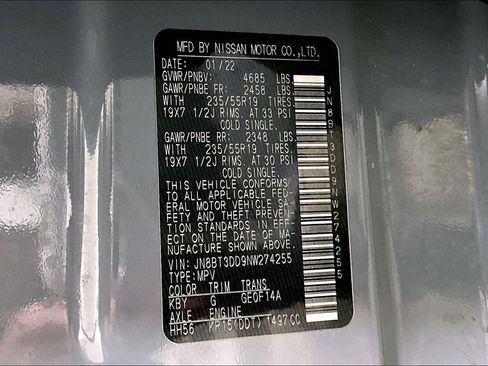 MFD BY NISSAN MOTOR CO.,LTD.
DATE: 01/22
GVWR/PNBV: 4685 LBS
GAWR/PNBE FR: 2458 LBS
WITH 235/55R19 TIRES.
19X7 1/2J RIMS. AT 33 PSI
COLD SINGLE.
GAWR/PNBE RR: 2348 LBS
WITH 235/55R19 TIRES.
19X7 1/2J RIMS. AT 30 PSI
COLD SINGLE.
THIS VEHICLE CONFORMS
TO ALL APPLICABLE FED-
ERAL MOTOR VEHICLE SA-
FETY AND THEFT PREVEN-
TION STANDARDS IN EFF-
ECT ON THE DATE OF MA-
NUFACTURE SHOWN ABOVE.
VIN: JN8BT3DD9NW274255
TYPE:MPV
COLOR TRIM TRANS
KBY G GE0F14A
AXLE ENGINE
HH56 KR15(DDT) 1497CC
JN8BT3DD9NW274255